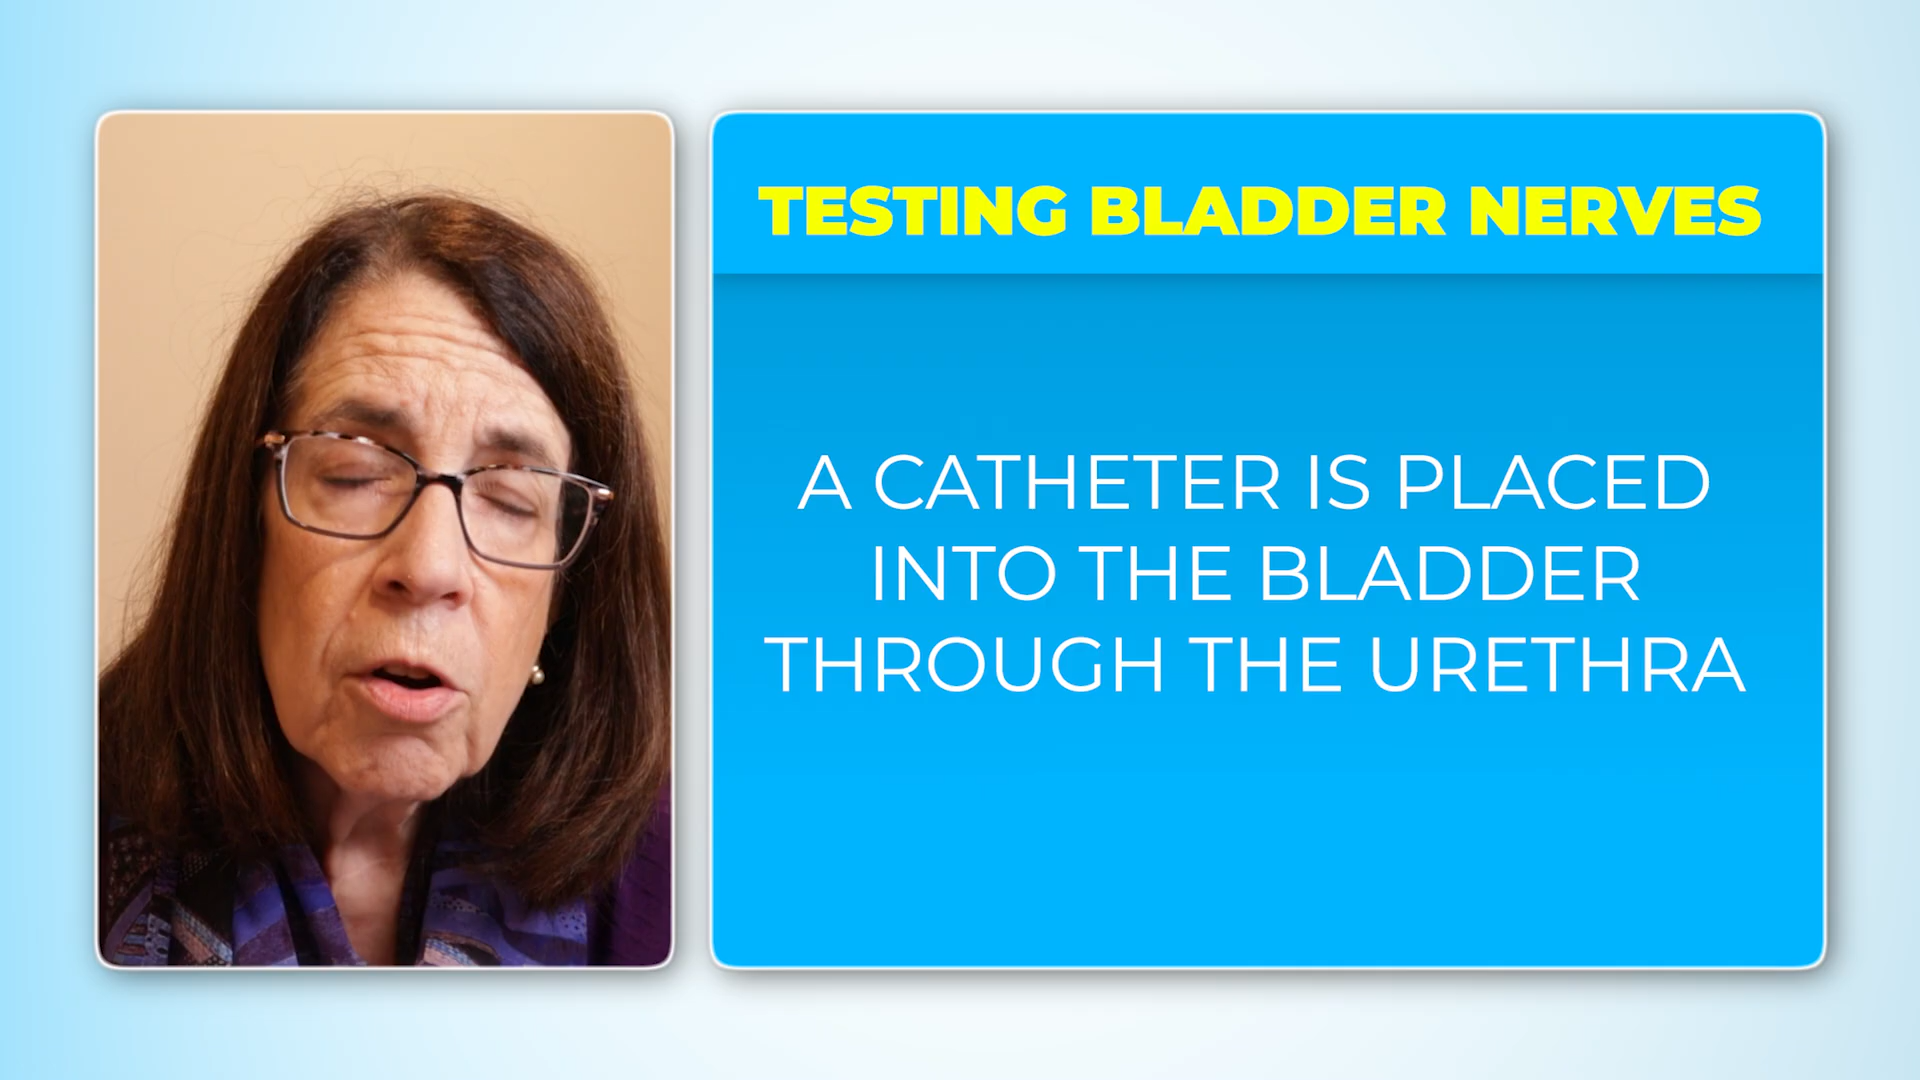 TESTING BLADDER NERVES
A CATHETER IS PLACED
INTO THE BLADDER
THROUGH THE URETHRA